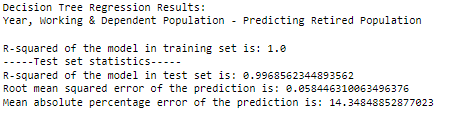 Decision Tree Regression Results:
Year, Working & Dependent Population - Predicting Retired Population
R-squared of the model in training set is: 1.0
-----Test set statistics-----
R-squared of the model in test set is: 0.9968562344893562
Root mean squared error of the prediction is: 0.058446310063496376
Mean absolute percentage error of the prediction is: 14.34848852877023